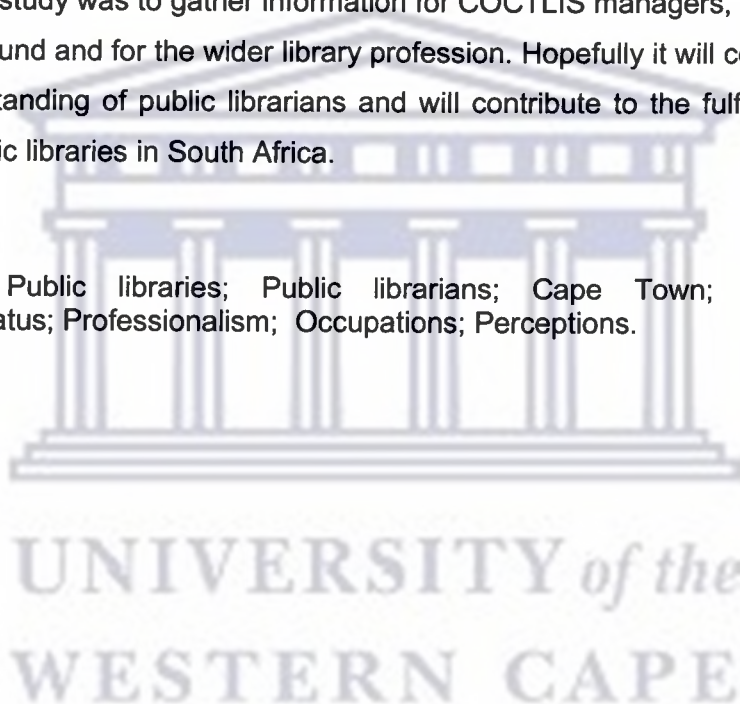 study was to gather information for COCTLIS managers,
und and for the wider library profession. Hopefully it will c
tanding of public librarians and will contribute to the fulf
ic libraries in South Africa.
Public libraries; Public librarians; Cape Town;
atus; Professionalism; Occupations; Perceptions.
UNIVERSITY of the
WESTERN CAPE